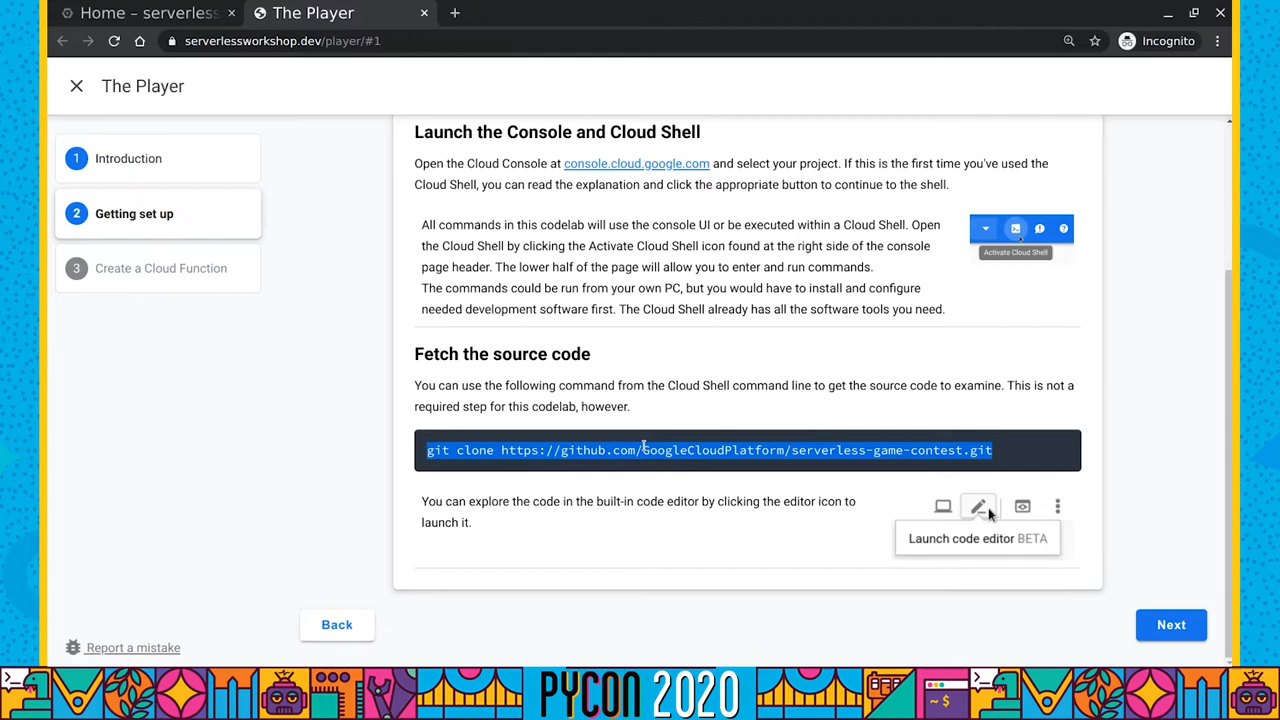 Home – serverless
The Player
serverlessworkshop.dev/player/#1
Incognito
The Player
1 Introduction
2 Getting set up
3 Create a Cloud Function
Launch the Console and Cloud Shell
Open the Cloud Console at console.cloud.google.com and select your project. If this is the first time you've used the
Cloud Shell, you can read the explanation and click the appropriate button to continue to the shell.
All commands in this codelab will use the console UI or be executed within a Cloud Shell. Open
the Cloud Shell by clicking the Activate Cloud Shell icon found at the right side of the console
page header. The lower half of the page will allow you to enter and run commands.
The commands could be run from your own PC, but you would have to install and configure
needed development software first. The Cloud Shell already has all the software tools you need.
Activate Cloud Shell
Fetch the source code
You can use the following command from the Cloud Shell command line to get the source code to examine. This is not a
required step for this codelab, however.
git clone https://github.com/GoogleCloudPlatform/serverless-game-contest.git
You can explore the code in the built-in code editor by clicking the editor icon to
launch it.
Launch code editor BETA
Back
Next
Report a mistake
PYCON 2020
~$